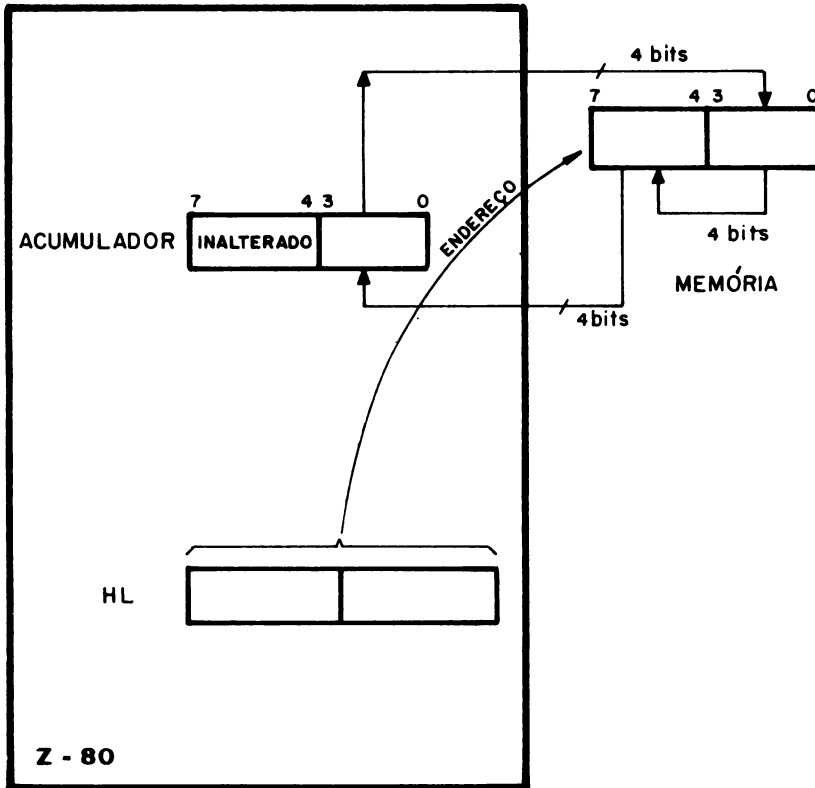 4 bits
7 4 3 0
7 4 3 0
ENDEREÇO
ACUMULADOR INALTERADO
4 bits
MEMÓRIA
4 bits
HL
Z - 80